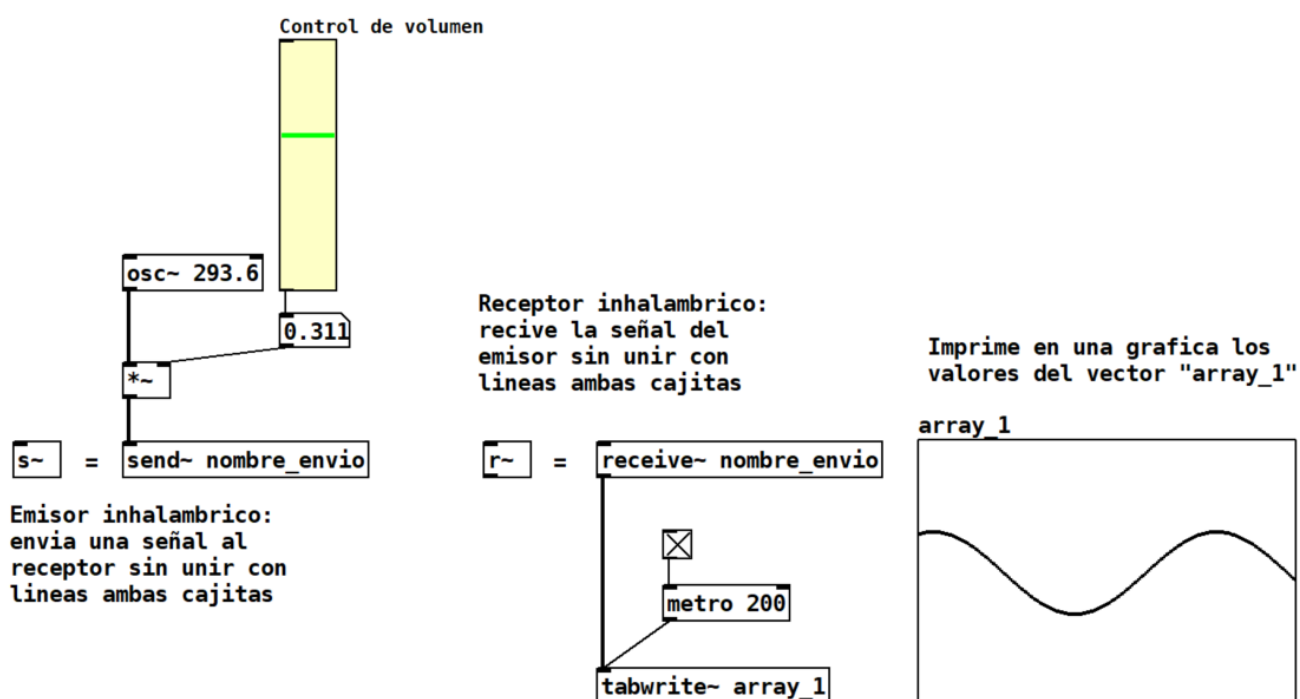 Control de volumen
osc~ 293.6
0.311
*~
s~ = send~ nombre_envio
Emisor inhalambrico:
envia una señal al
receptor sin unir con
lineas ambas cajitas
Receptor inhalambrico:
recive la señal del
emisor sin unir con
lineas ambas cajitas
r~ = receive~ nombre_envio
metro 200
tabwrite~ array_1
Imprime en una grafica los
valores del vector "array_1"
array_1